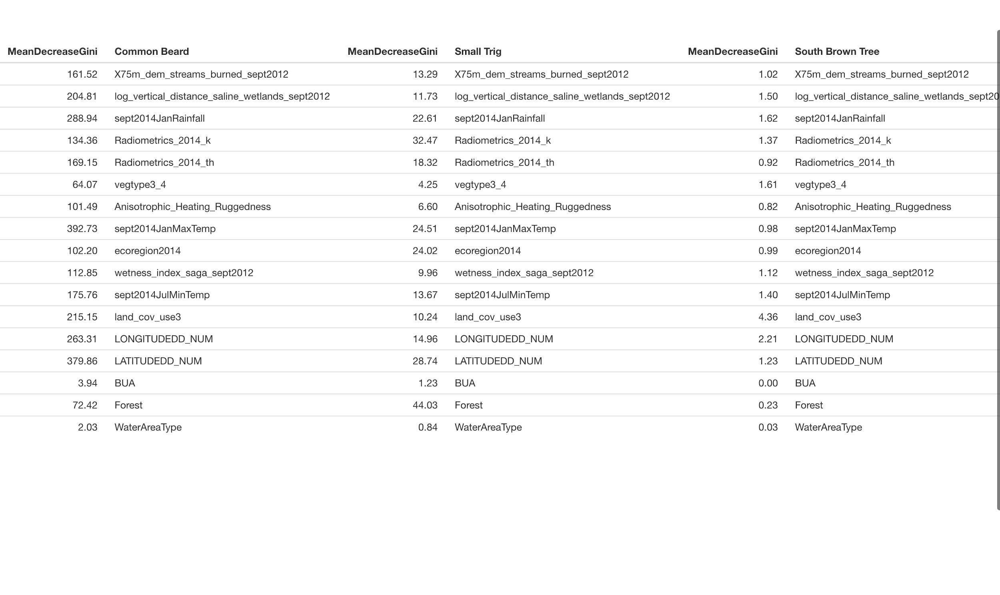 MeanDecreaseGini Common Beard MeanDecreaseGini Small Trig MeanDecreaseGini South Brown Tree
161.52 X75m_dem_streams_burned_sept2012 13.29 X75m_dem_streams_burned_sept2012 1.02 X75m_dem_streams_burned_sept2012
204.81 log_vertical_distance_saline_wetlands_sept2012 11.73 log_vertical_distance_saline_wetlands_sept2012 1.50 log_vertical_distance_saline_wetlands_sept20
288.94 sept2014JanRainfall 22.61 sept2014JanRainfall 1.62 sept2014JanRainfall
134.36 Radiometrics_2014_k 32.47 Radiometrics_2014_k 1.37 Radiometrics_2014_k
169.15 Radiometrics_2014_th 18.32 Radiometrics_2014_th 0.92 Radiometrics_2014_th
64.07 vegtype3_4 4.25 vegtype3_4 1.61 vegtype3_4
101.49 Anisotrophic_Heating_Ruggedness 6.60 Anisotrophic_Heating_Ruggedness 0.82 Anisotrophic_Heating_Ruggedness
392.73 sept2014JanMaxTemp 24.51 sept2014JanMaxTemp 0.98 sept2014JanMaxTemp
102.20 ecoregion2014 24.02 ecoregion2014 0.99 ecoregion2014
112.85 wetness_index_saga_sept2012 9.96 wetness_index_saga_sept2012 1.12 wetness_index_saga_sept2012
175.76 sept2014JulMinTemp 13.67 sept2014JulMinTemp 1.40 sept2014JulMinTemp
215.15 land_cov_use3 10.24 land_cov_use3 4.36 land_cov_use3
263.31 LONGITUDEDD_NUM 14.96 LONGITUDEDD_NUM 2.21 LONGITUDEDD_NUM
379.86 LATITUDEDD_NUM 28.74 LATITUDEDD_NUM 1.23 LATITUDEDD_NUM
3.94 BUA 1.23 BUA 0.00 BUA
72.42 Forest 44.03 Forest 0.23 Forest
2.03 WaterAreaType 0.84 WaterAreaType 0.03 WaterAreaType